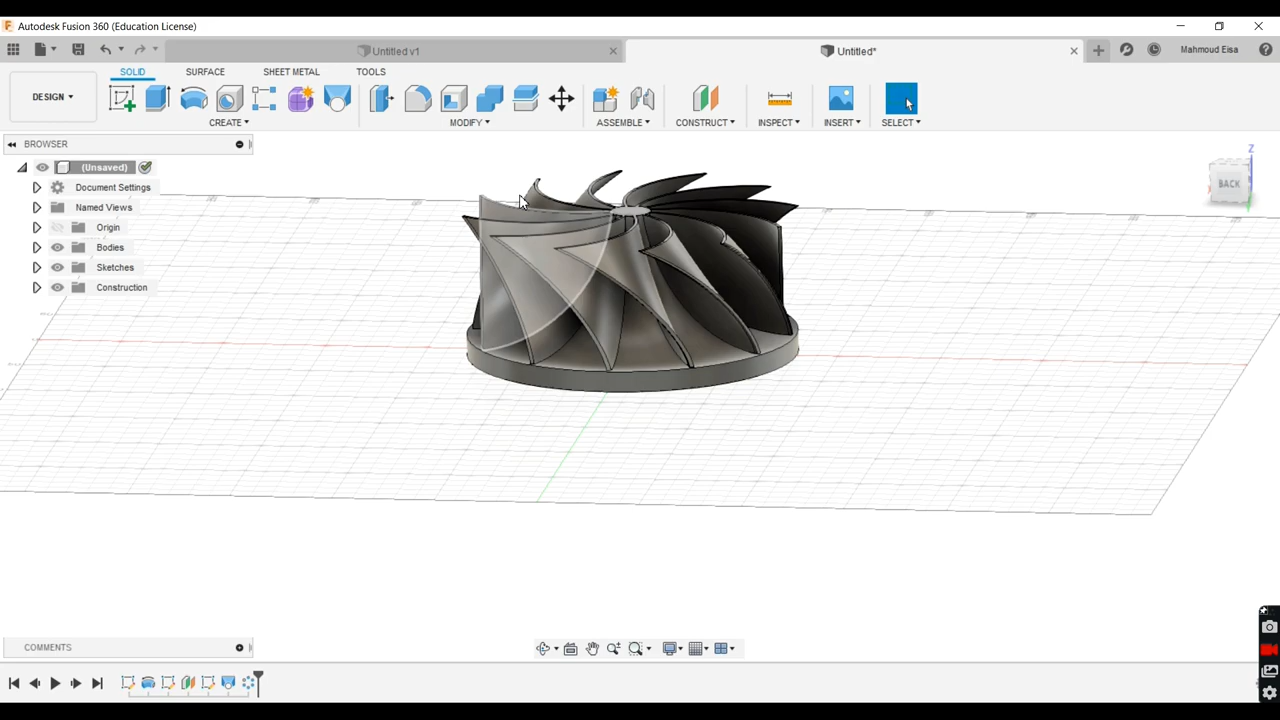 Autodesk Fusion 360 (Education License)
Untitled v1
Untitled*
Mahmoud Eisa
SOLID SURFACE SHEET METAL TOOLS
DESIGN
CREATE MODIFY ASSEMBLE CONSTRUCT INSPECT INSERT SELECT
BROWSER
(Unsaved)
Document Settings
Named Views
Origin
Bodies
Sketches
Construction
Z
BACK
COMMENTS